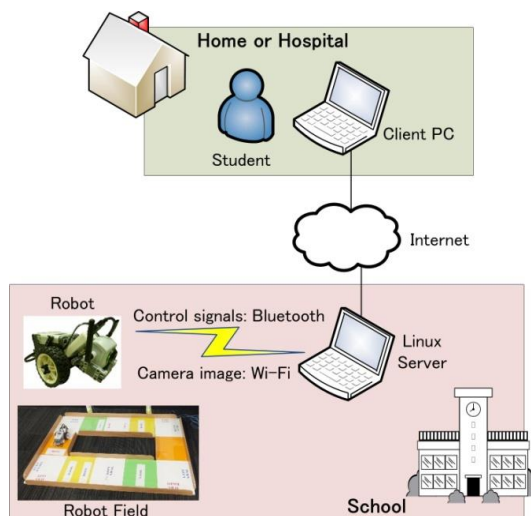 Home or Hospital
Student
Client PC
Internet
Robot
Control signals: Bluetooth
Camera image: Wi-Fi
Linux
Server
Robot Field
School